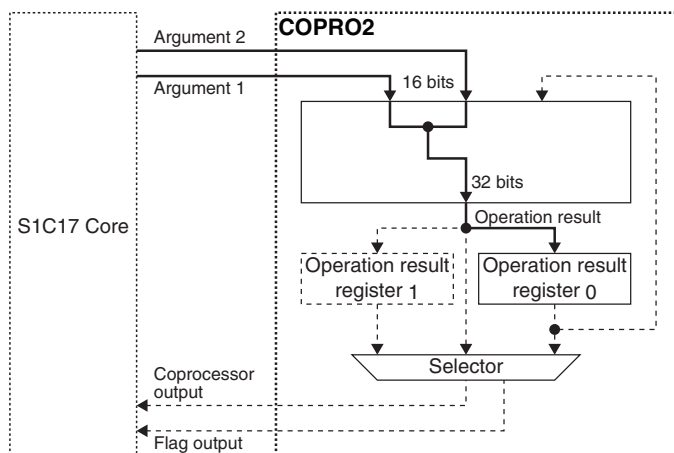 COPRO2
Argument 2
Argument 1
16 bits
32 bits
S1C17 Core
Operation result
Operation result
register 1
Operation result
register 0
Selector
Coprocessor
output
Flag output